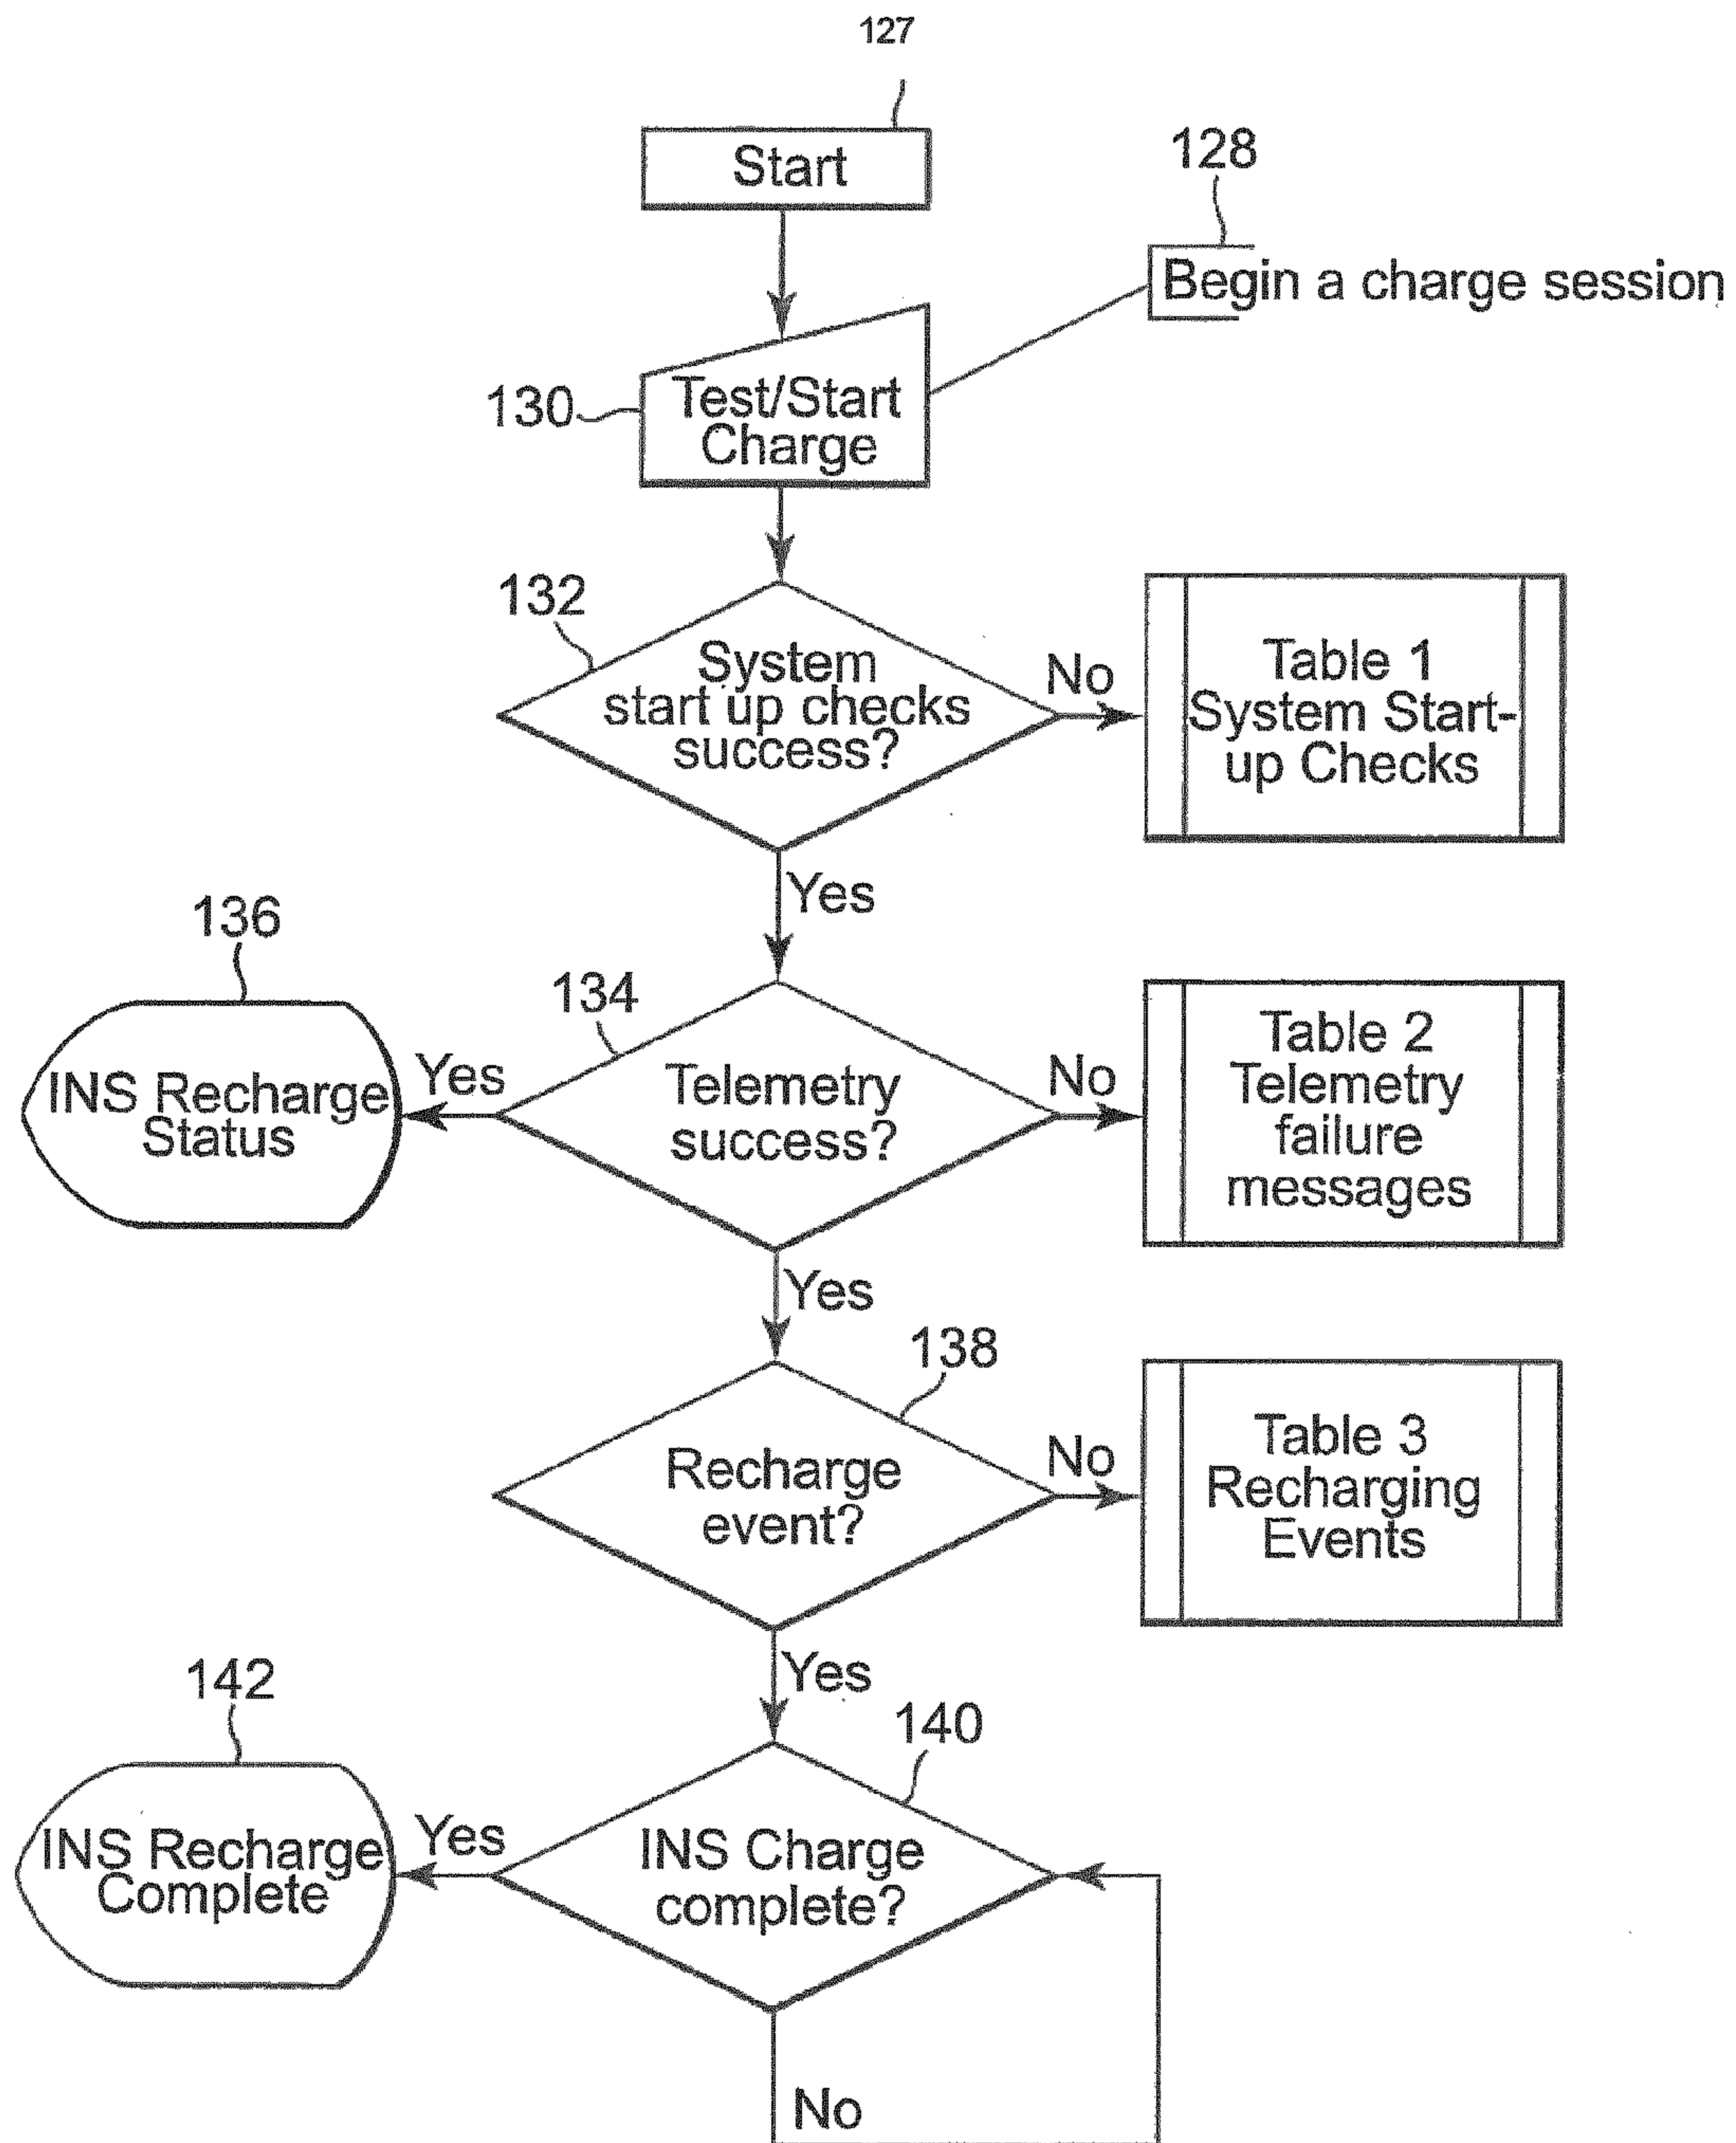 127
Start
128
Begin a charge session
130
Test/Start
Charge
132
System
start up checks
success?
No
Table 1
System Start-
up Checks
Yes
136
134
INS Recharge
Status
Yes
Telemetry
success?
No
Table 2
Telemetry
failure
messages
Yes
138
Recharge
event?
No
Table 3
Recharging
Events
Yes
142
140
INS Recharge
Complete
Yes
INS Charge
complete?
No